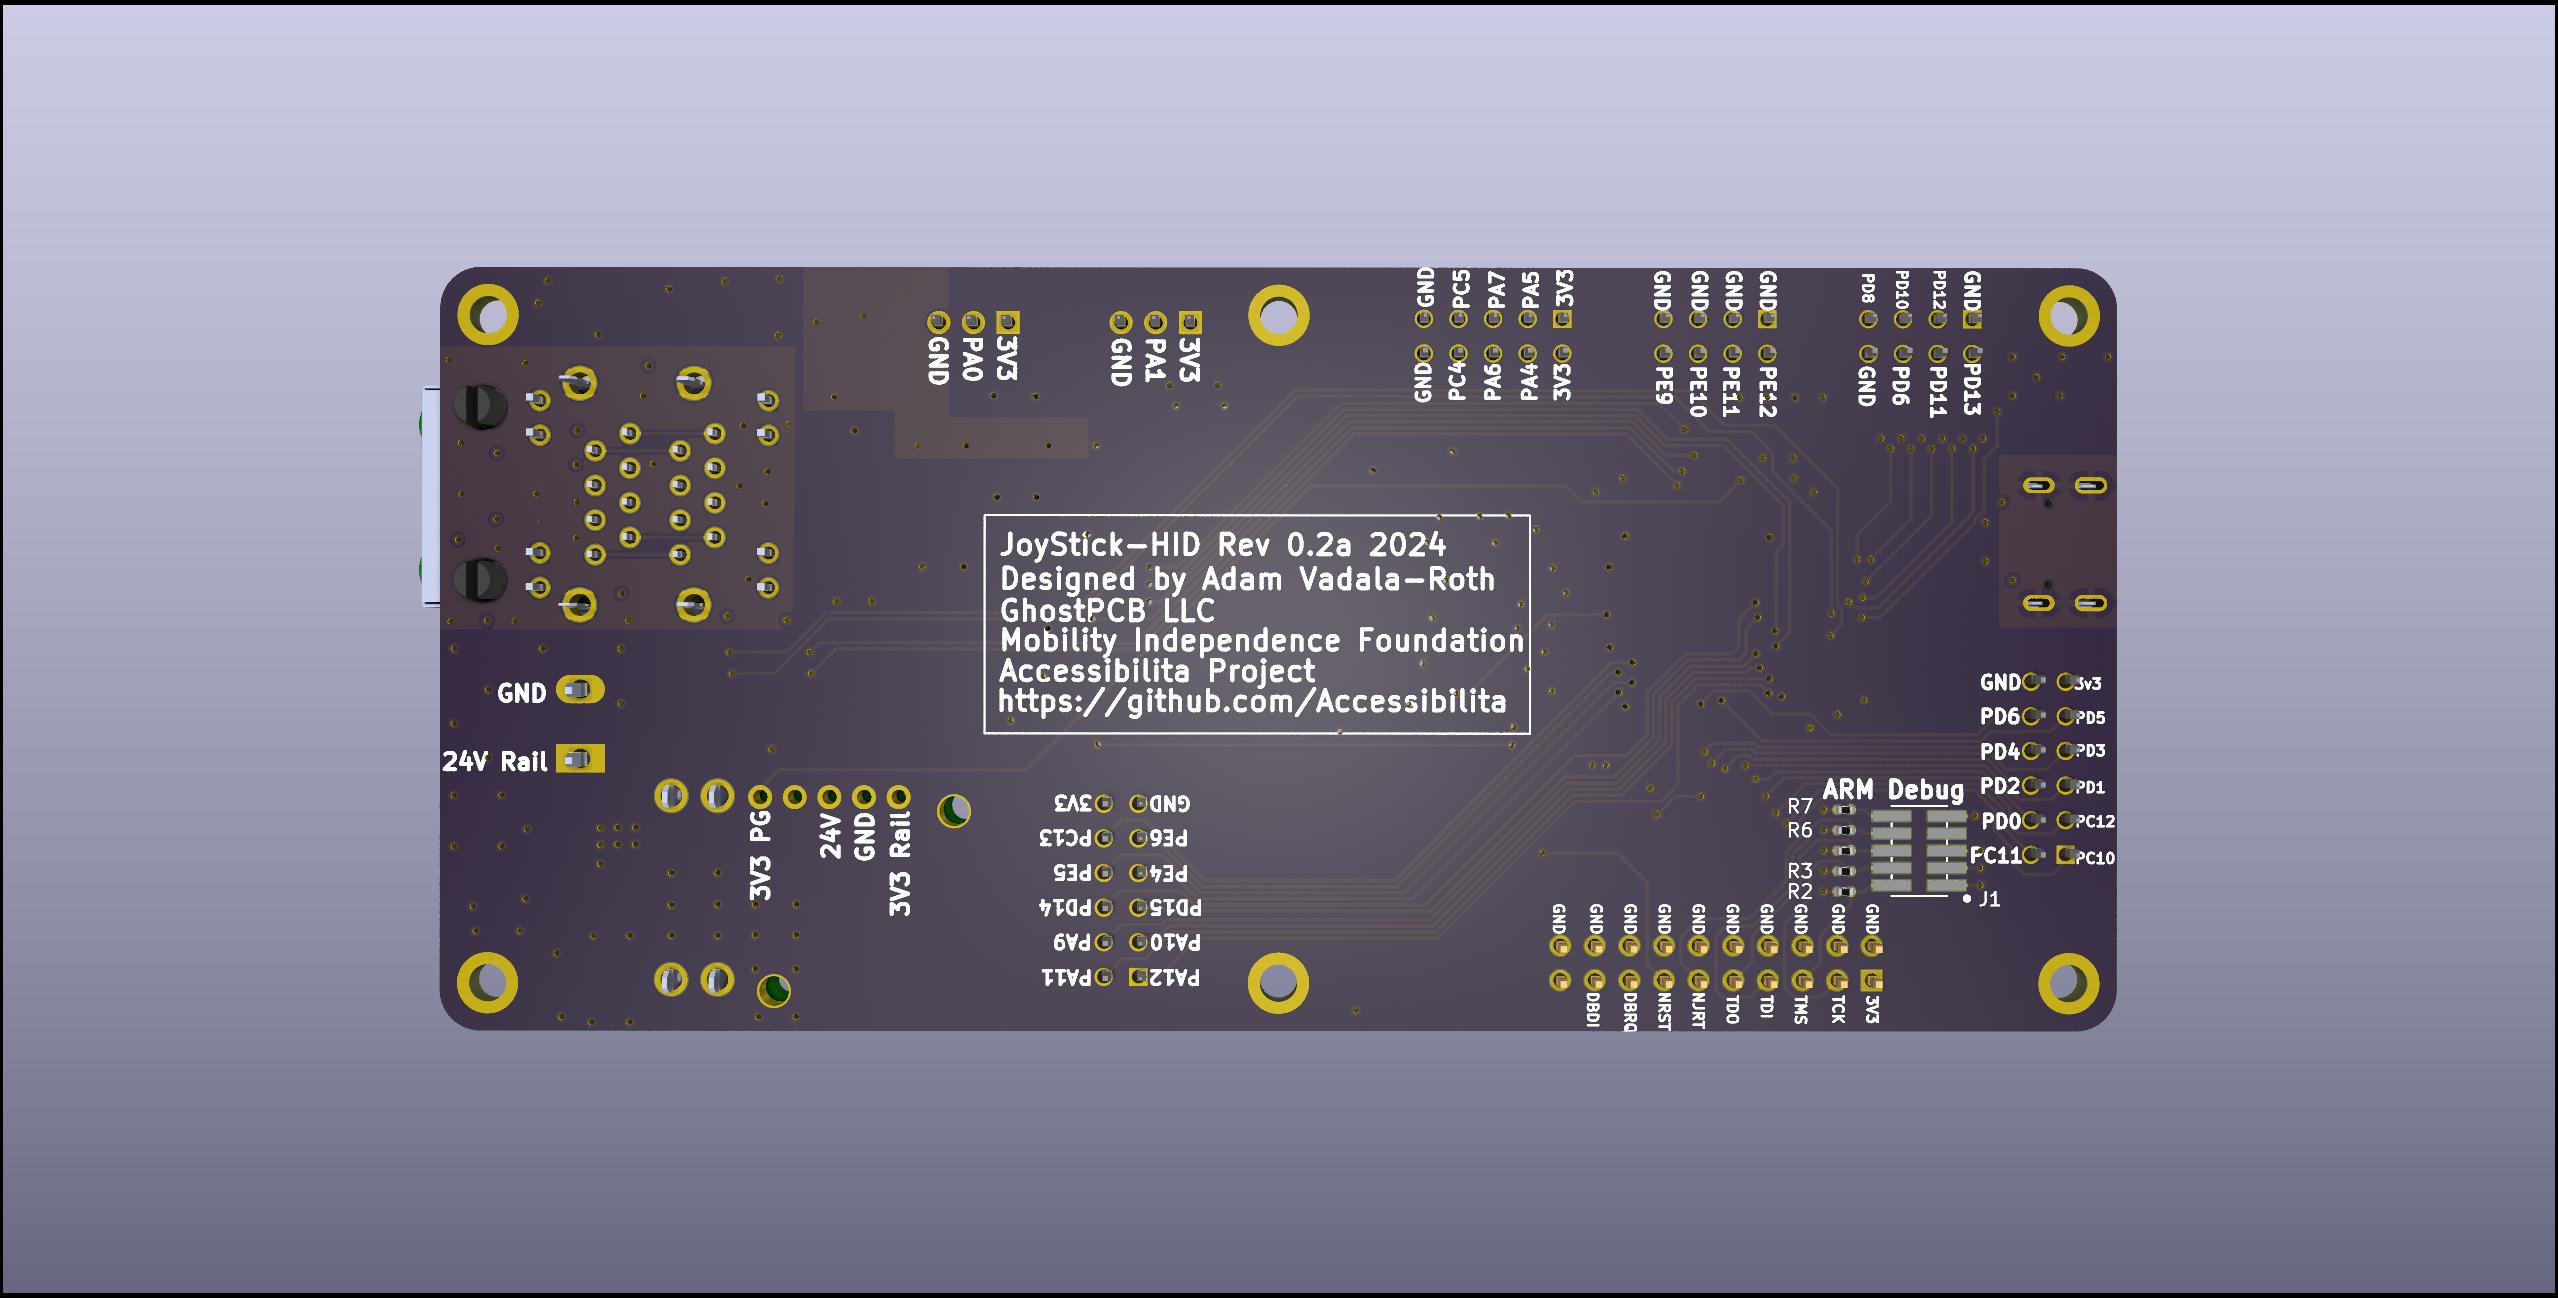 GND PC5 PA7 PA5 3V3
GND GND GND GND
PD8 PD10 PD12 GND
GND PA0 3V3
GND PA1 3V3
GND PC4 PA6 PA4 3V3
PE9 PE10 PE11 PE12
GND PD6 PD11 PD13
JoyStick-HID Rev 0.2a 2024
Designed by Adam Vadala-Roth
GhostPCB LLC
Mobility Independence Foundation
Accessibilita Project
https://github.com/Accessibilita
GND
24V Rail
3V3 PG 24V GND 3V3 Rail
3V3 GND
PC13 PE6
PE5 PE4
PD14 PD15
PA9 PA10
PA11 PA12
GND 3v3
PD6 PD5
PD4 PD3
PD2 PD1
PD0 PC12
PC11 PC10
ARM Debug
R7
R6
R3
R2
J1
GND GND GND GND GND GND GND GND GND GND
DBDI DBRQ NRST NJRT TDO TDI TMS TCK 3V3